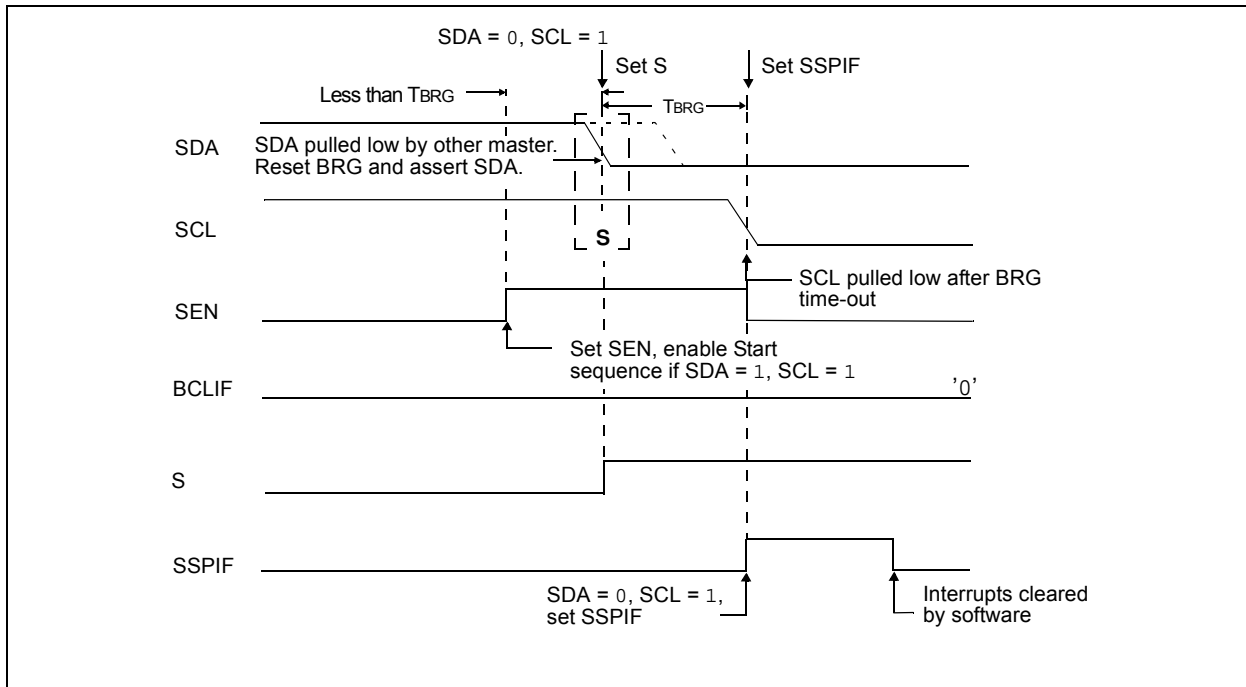 SDA = 0, SCL = 1
Set S
Set SSPIF
Less than TBRG
TBRG
SDA
SDA pulled low by other master.
Reset BRG and assert SDA.
SCL
S
SCL pulled low after BRG
time-out
SEN
Set SEN, enable Start
sequence if SDA = 1, SCL = 1
BCLIF
'0'
S
SSPIF
SDA = 0, SCL = 1,
set SSPIF
Interrupts cleared
by software